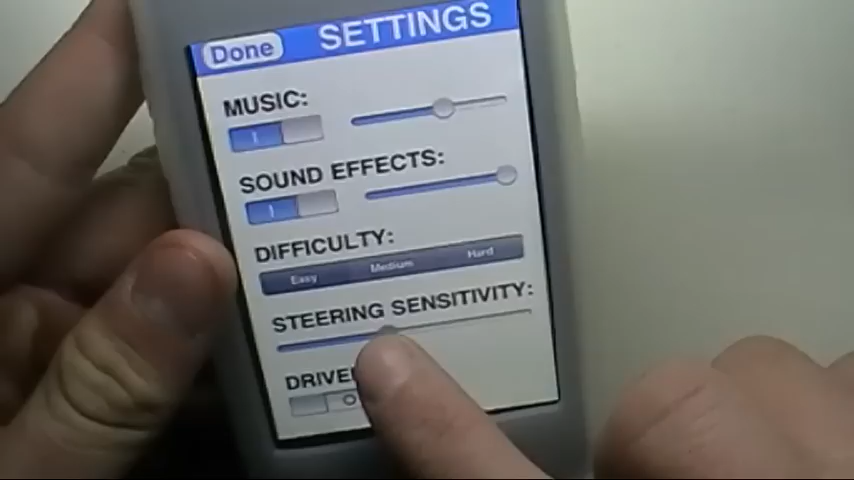 Done SETTINGS
MUSIC:
SOUND EFFECTS:
DIFFICULTY:
Easy Medium Hard
STEERING SENSITIVITY: